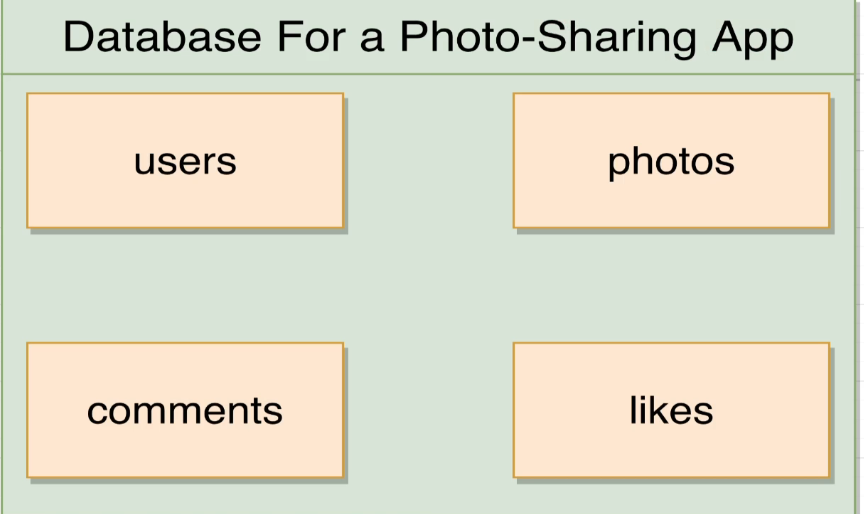 Database For a Photo-Sharing App
users
photos
comments
likes